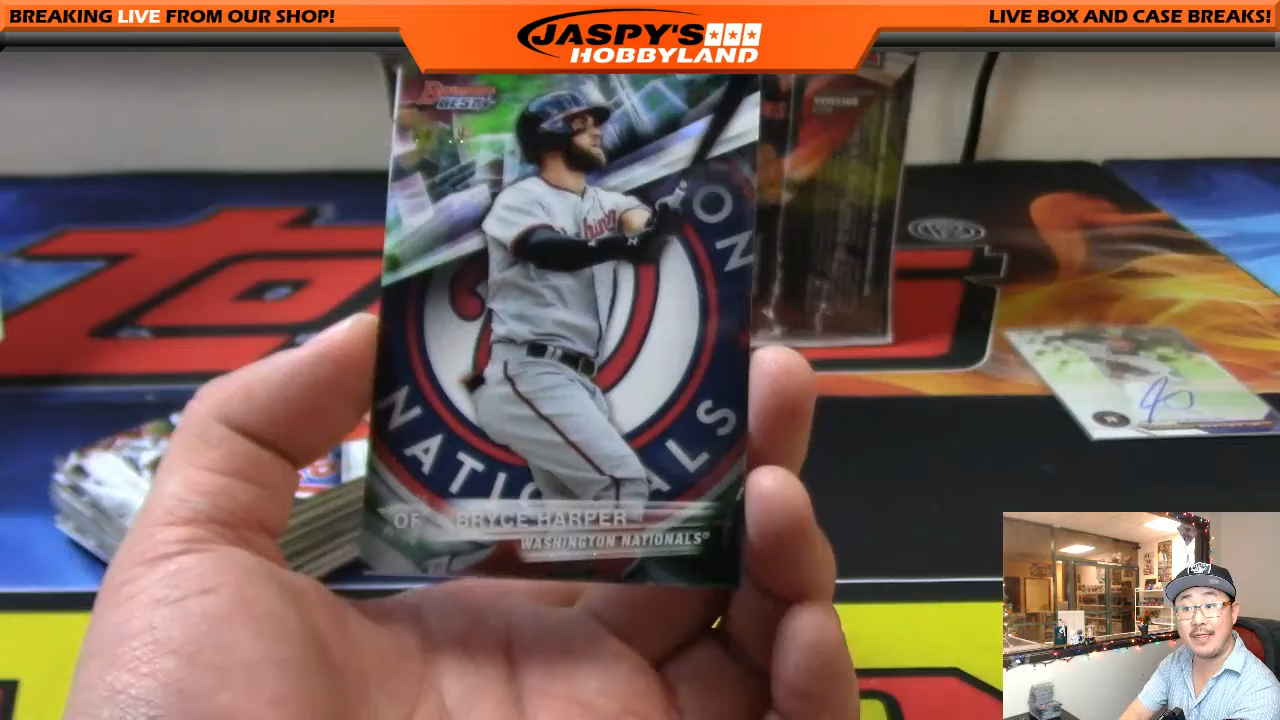 BREAKING LIVE FROM OUR SHOP!
JASPY'S
HOBBYLAND
LIVE BOX AND CASE BREAKS!
BOWMAN'S
BEST
NATIONALS
OF BRYCE HARPER
WASHINGTON NATIONALS